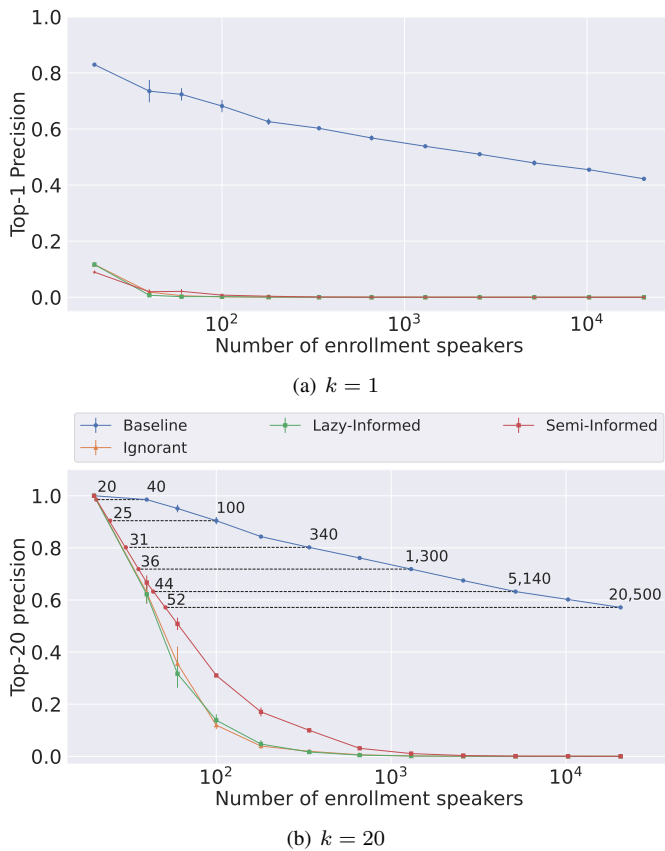 1.0
0.8
0.6
0.4
0.2
0.0
Top-1 Precision
10² 10³ 10⁴
Number of enrollment speakers
(a) k = 1
Baseline Lazy-Informed Semi-Informed
Ignorant
1.0
0.8
0.6
0.4
0.2
0.0
Top-20 precision
20 40
25 100
31 340
36 1,300
44 5,140
52 20,500
10² 10³ 10⁴
Number of enrollment speakers
(b) k = 20